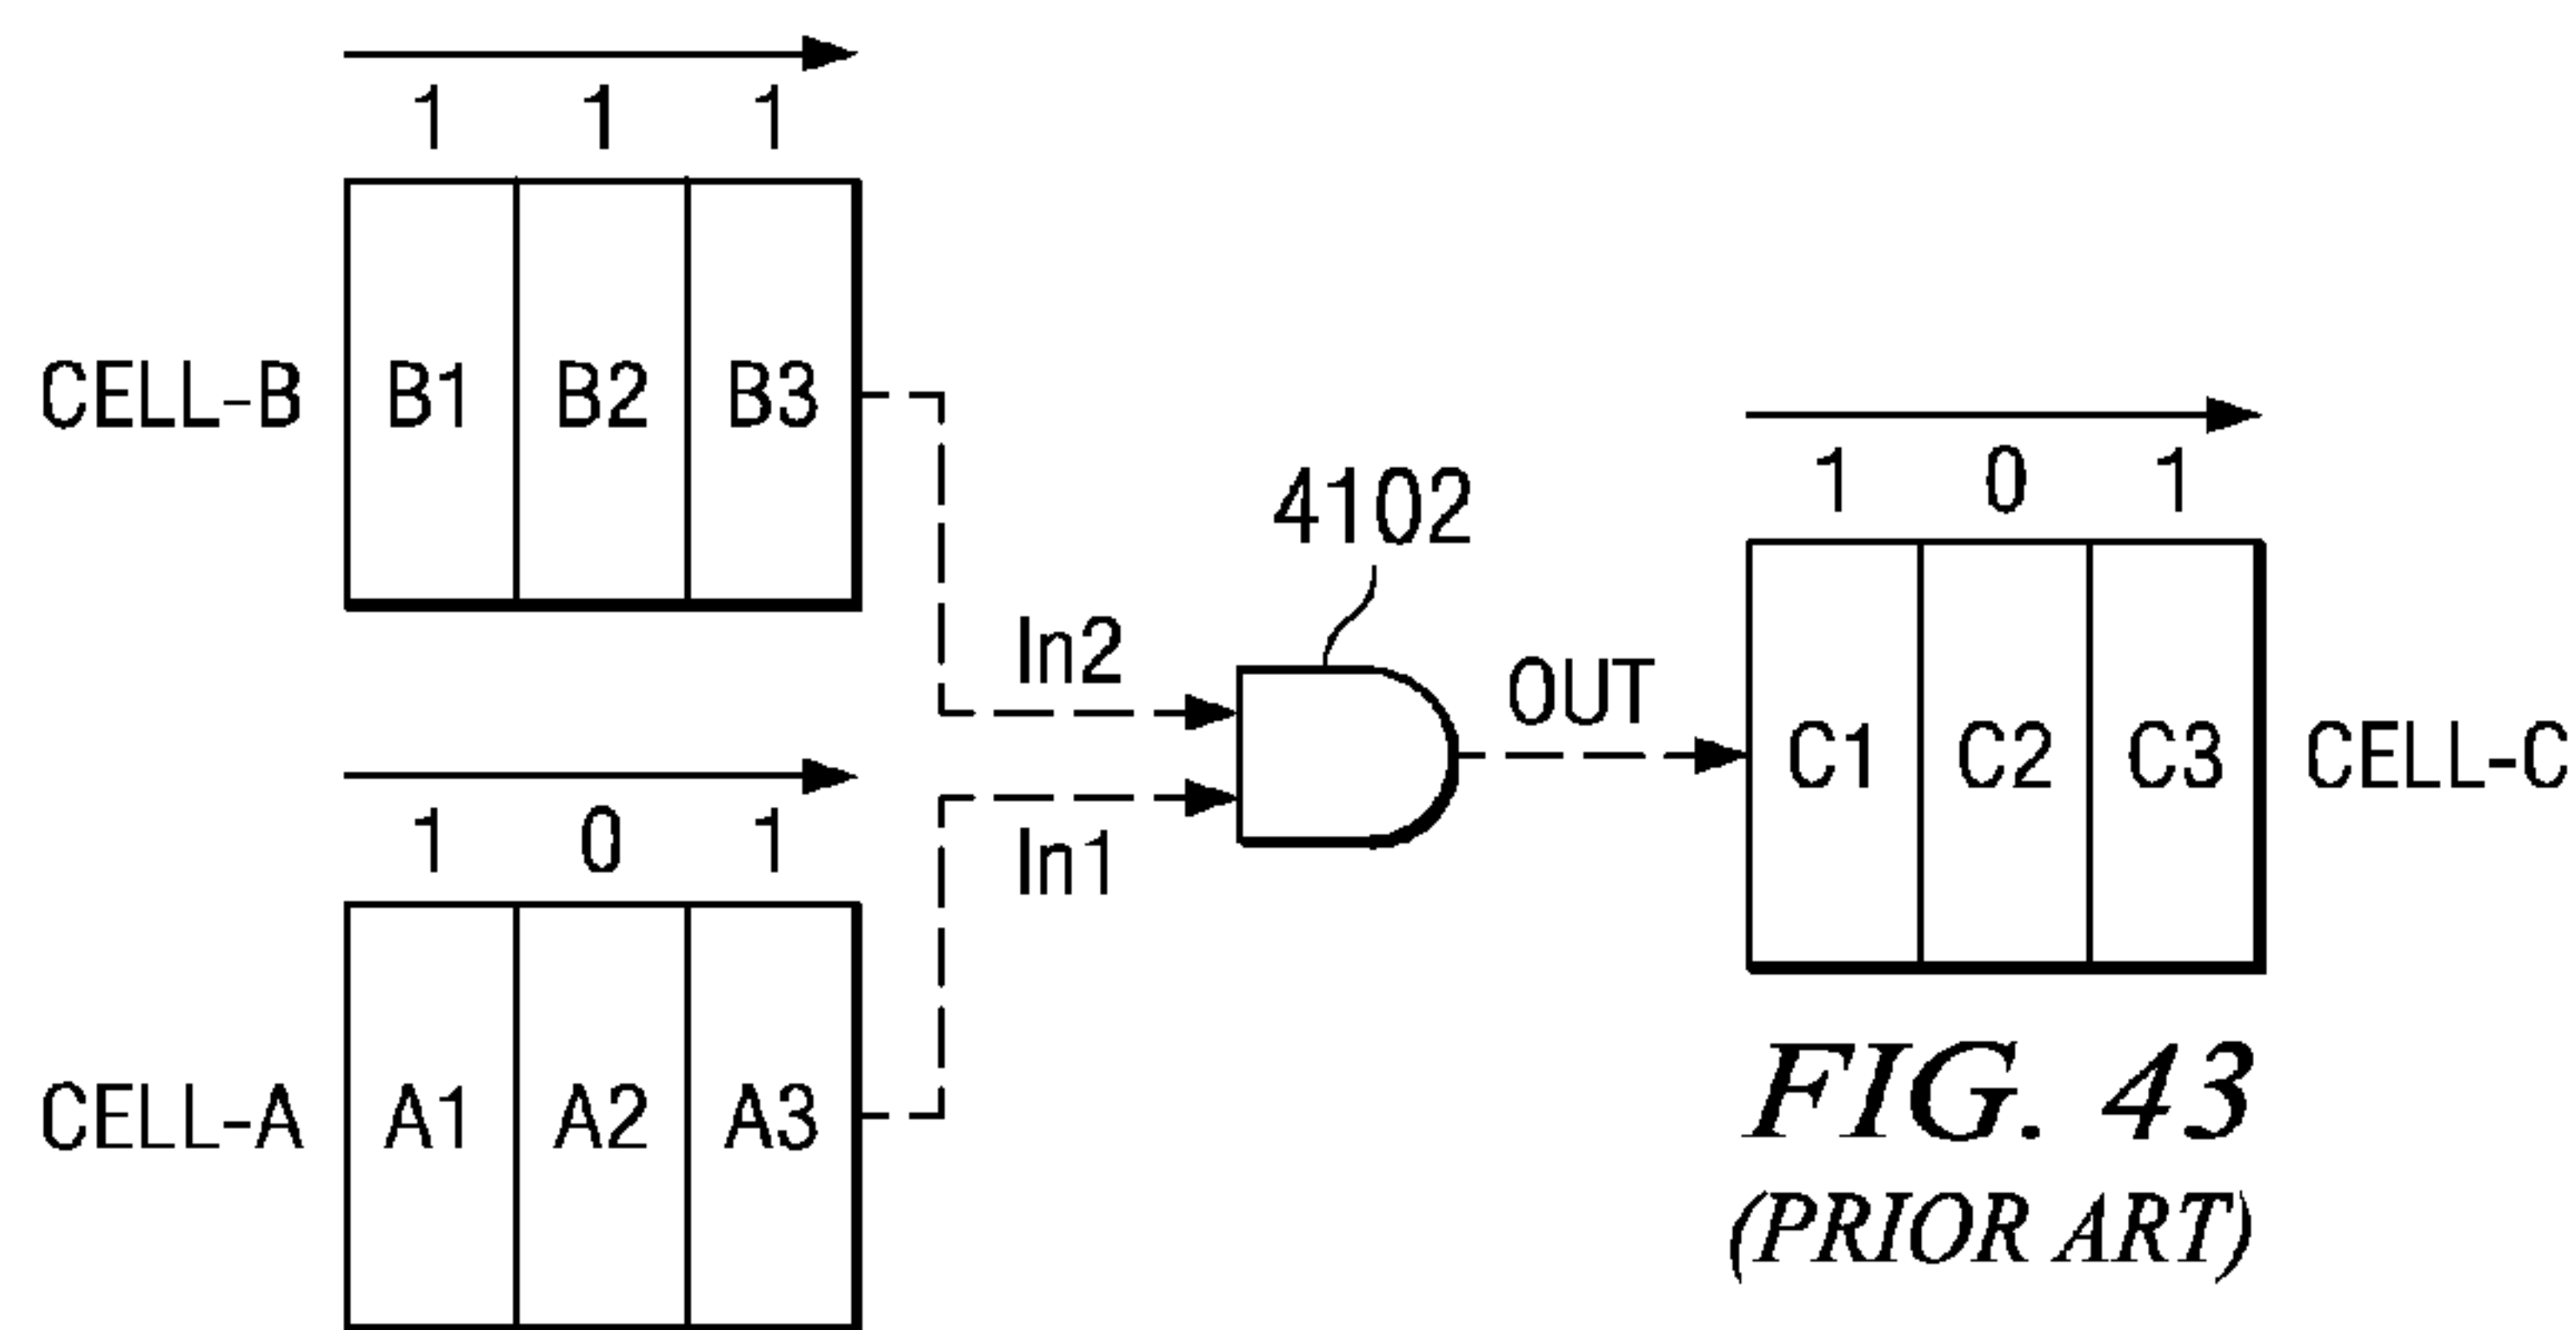 1 1 1
CELL-B B1 B2 B3
4102
In2
OUT
1 0 1
C1 C2 C3 CELL-C
1 0 1
In1
CELL-A A1 A2 A3
FIG. 43
(PRIOR ART)